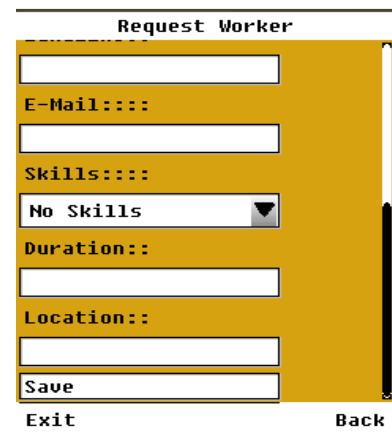 Request Worker
E-Mail::::
Skills::::
No Skills
Duration::
Location::
Save
Exit
Back